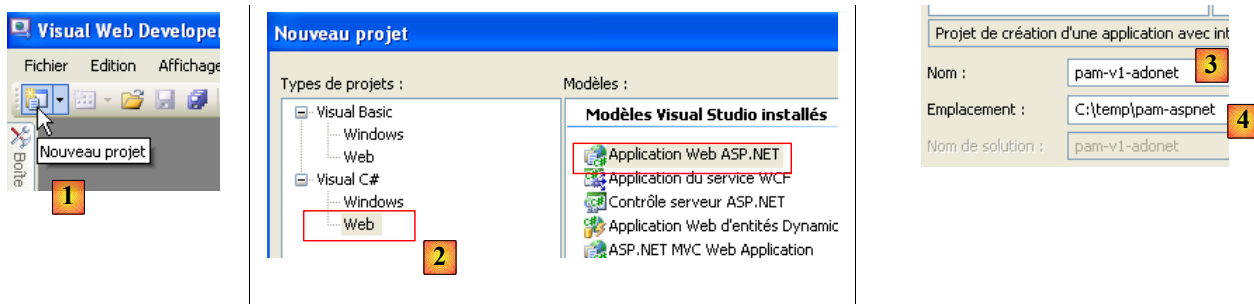 Visual Web Developer
Fichier Edition Affichage
Nouveau projet
Boîte
1
Nouveau projet
Types de projets :
Visual Basic
Windows
Web
Visual C#
Windows
Web
2
Modèles :
Modèles Visual Studio installés
Application Web ASP.NET
Application du service WCF
Contrôle serveur ASP.NET
Application Web d'entités Dynamic
ASP.NET MVC Web Application
Projet de création d'une application avec int
Nom : pam-v1-adonet
3
Emplacement : C:\temp\pam-aspnet
4
Nom de solution : pam-v1-adonet